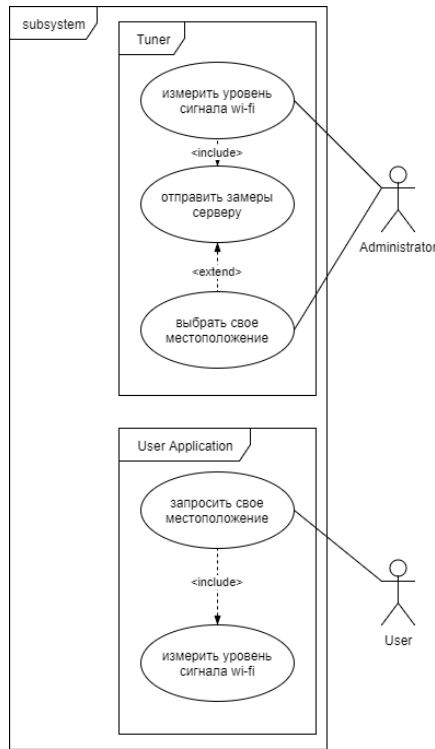 subsystem
Tuner
измерить уровень
сигнала wi-fi
<include>
отправить замеры
серверу
<extend>
выбрать свое
местоположение
Administrator
User Application
запросить свое
местоположение
<include>
измерить уровень
сигнала wi-fi
User